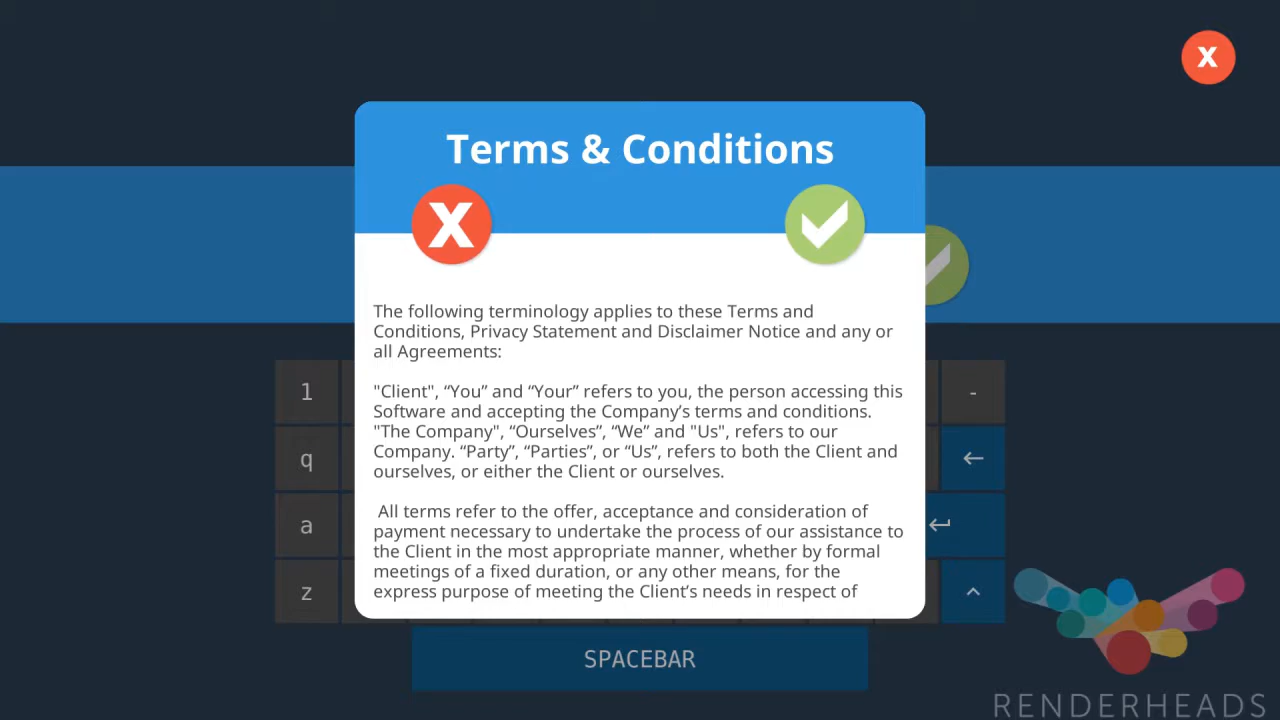 X
Terms & Conditions
X
The following terminology applies to these Terms and
Conditions, Privacy Statement and Disclaimer Notice and any or
all Agreements:
"Client", “You” and “Your” refers to you, the person accessing this
Software and accepting the Company’s terms and conditions.
"The Company", “Ourselves”, “We” and "Us", refers to our
Company. “Party”, “Parties”, or “Us”, refers to both the Client and
ourselves, or either the Client or ourselves.
All terms refer to the offer, acceptance and consideration of
payment necessary to undertake the process of our assistance to
the Client in the most appropriate manner, whether by formal
meetings of a fixed duration, or any other means, for the
express purpose of meeting the Client’s needs in respect of
1 -
q ←
a ↵
z ^
SPACEBAR
RENDERHEADS